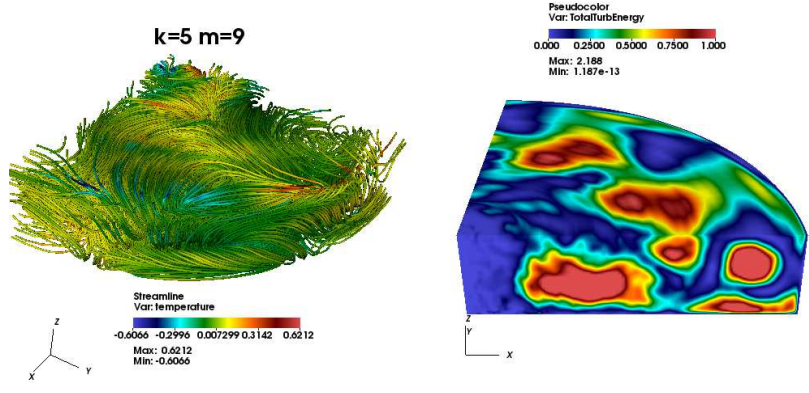 k=5 m=9
Streamline
Var: temperature
-0.6066 -0.2996 0.007299 0.3142 0.6212
Max: 0.6212
Min: -0.6066
Z
X
Y
Pseudocolor
Var: TotalTurbEnergy
0.000 0.2500 0.5000 0.7500 1.000
Max: 2.188
Min: 1.187e-13
Z
Y
X